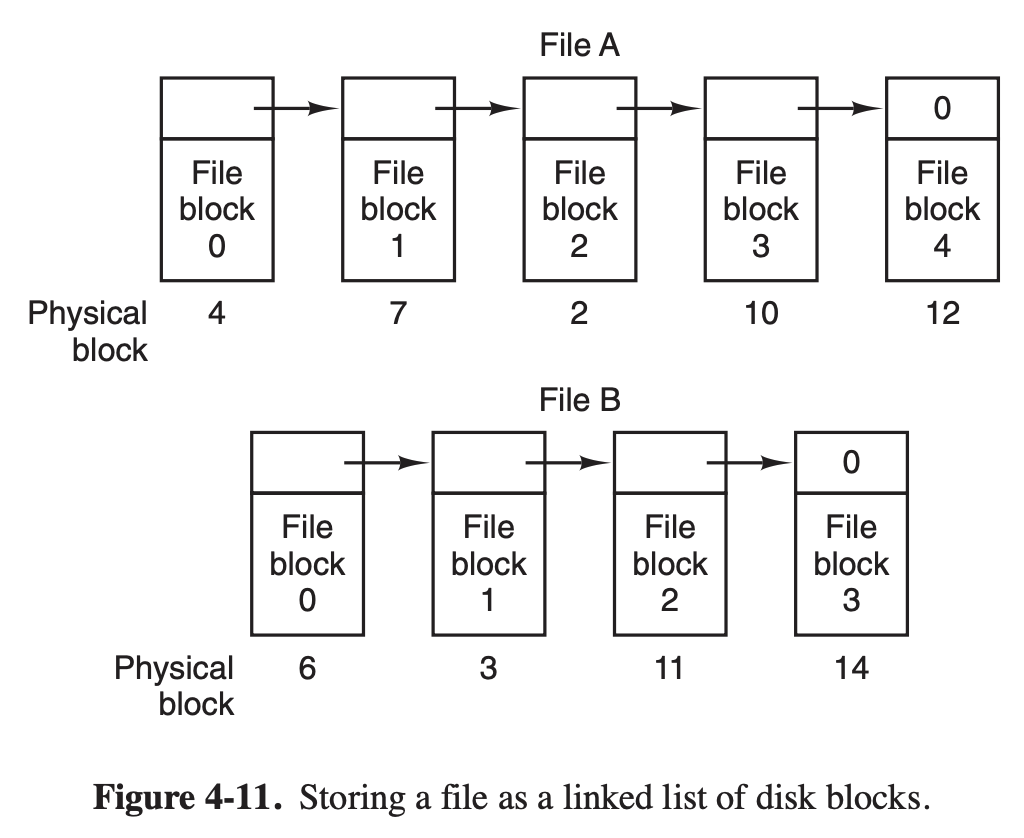 File A
0
File File File File File
block block block block block
0 1 2 3 4
Physical 4 7 2 10 12
block
File B
0
File File File File
block block block block
0 1 2 3
Physical 6 3 11 14
block
Figure 4-11. Storing a file as a linked list of disk blocks.